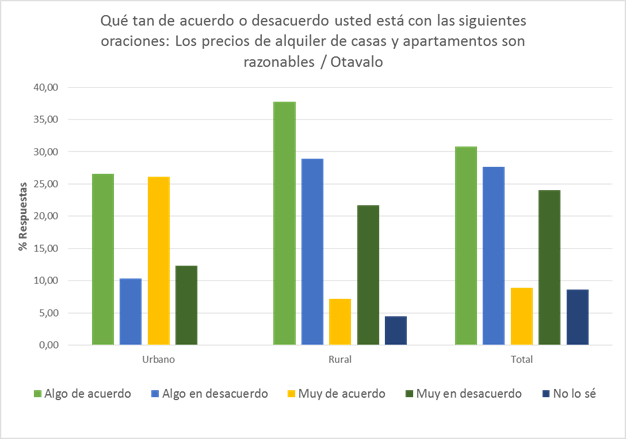 Qué tan de acuerdo o desacuerdo usted está con las siguientes
oraciones: Los precios de alquiler de casas y apartamentos son
razonables / Otavalo
40,00
35,00
30,00
25,00
20,00
15,00
10,00
5,00
0,00
% Respuestas
Urbano Rural Total
Algo de acuerdo Algo en desacuerdo Muy de acuerdo Muy en desacuerdo No lo sé